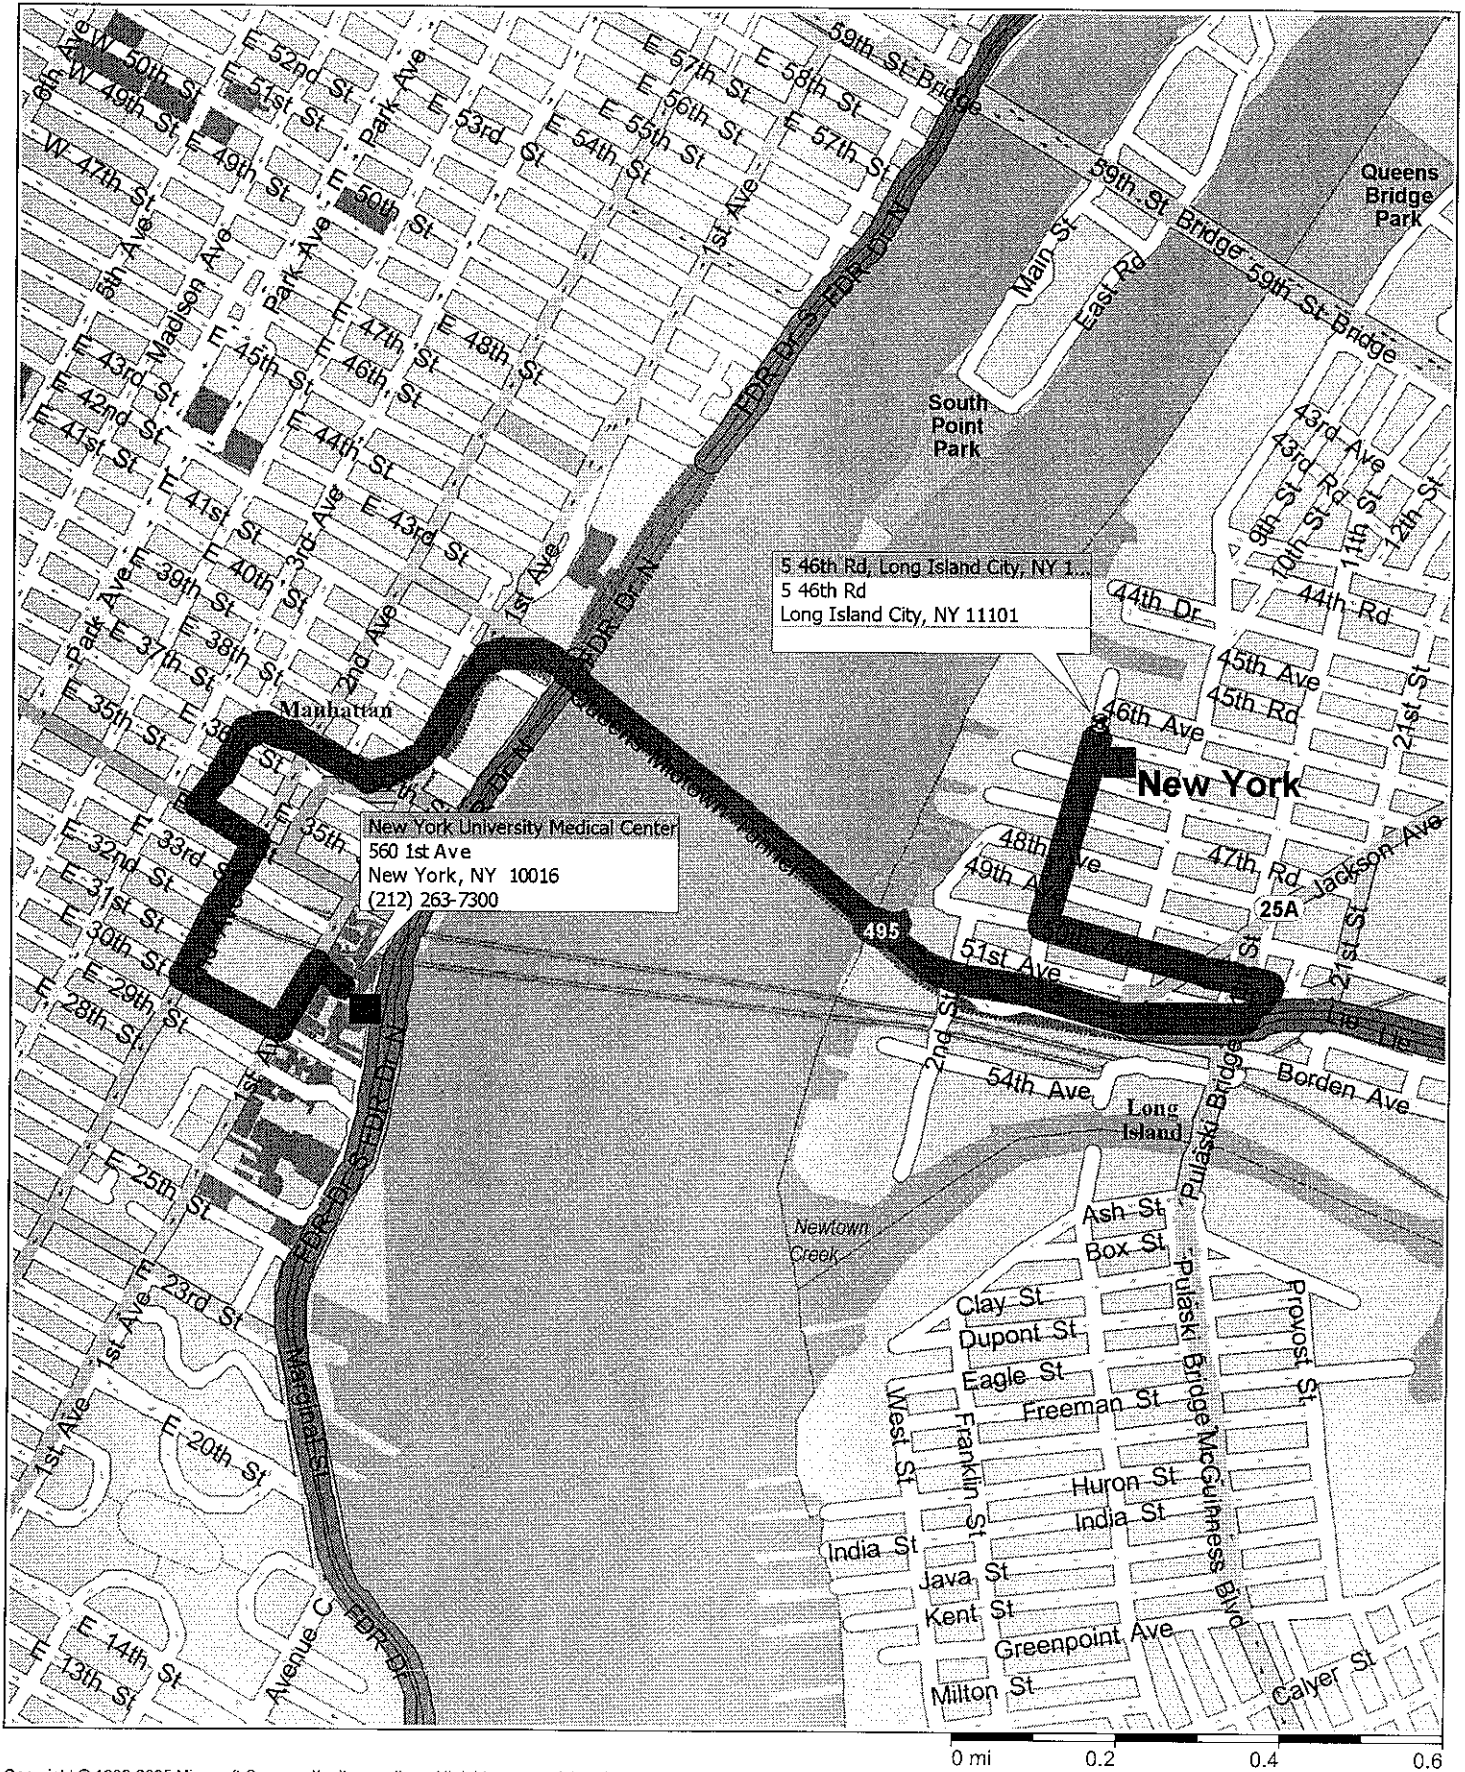 59th St Bridge
E 57th St
E 58th St
E 52nd St
W 50th St
E 51st St
Park Ave
6th Ave
W 49th St
E 56th St
E 53rd St
E 55th St
E 54th St
E 57th St
W 47th St
E 49th St
E 50th St
1st Ave
59th St Bridge
59th St Bridge
Queens
Bridge
Park
5th Ave
Madison Ave
Park Ave
Main St
East Rd
FDR Dr S
FDR Dr N
E 47th St
E 48th St
E 45th St
E 46th St
E 43rd St
E 42nd St
E 41st St
E 44th St
South
Point
Park
43rd Ave
43rd Rd
9th St
10th St
11th St
12th St
E 41st St
3rd Ave
E 43rd St
E 39th St
E 40th St
1st Ave
FDR Dr N
5 46th Rd, Long Island City, NY 1...
5 46th Rd
Long Island City, NY 11101
44th Dr
44th Rd
Park Ave
E 37th St
E 38th St
2nd Ave
45th Ave
45th Rd
21st St
46th Ave
E 35th St
Manhattan
New York
E 35th
E 33rd St
E 32nd St
E 31st St
E 30th St
E 29th St
E 28th St
New York University Medical Center
560 1st Ave
New York, NY 10016
(212) 263-7300
48th Ave
49th
47th Rd
Jackson Ave
25A
495
51st Ave
21st St
2nd St
54th Ave
Borden Ave
Pulaski Bridge
Long
Island
1st Ave
FDR Dr S
FDR Dr N
E 25th St
FDR Dr
Newtown
Creek
Ash St
Box St
E 23rd St
1st Ave
Clay St
Dupont St
Eagle St
Freeman St
Pulaski Bridge
Provost St
Marginal St
1st Ave
E 20th St
West St
Franklin St
McGuinness Blvd
Huron St
India St
India St
Java St
Kent St
Greenpoint Ave
Milton St
Calyer St
E 14th St
E 13th St
Avenue C
FDR Dr
0 mi 0.2 0.4 0.6